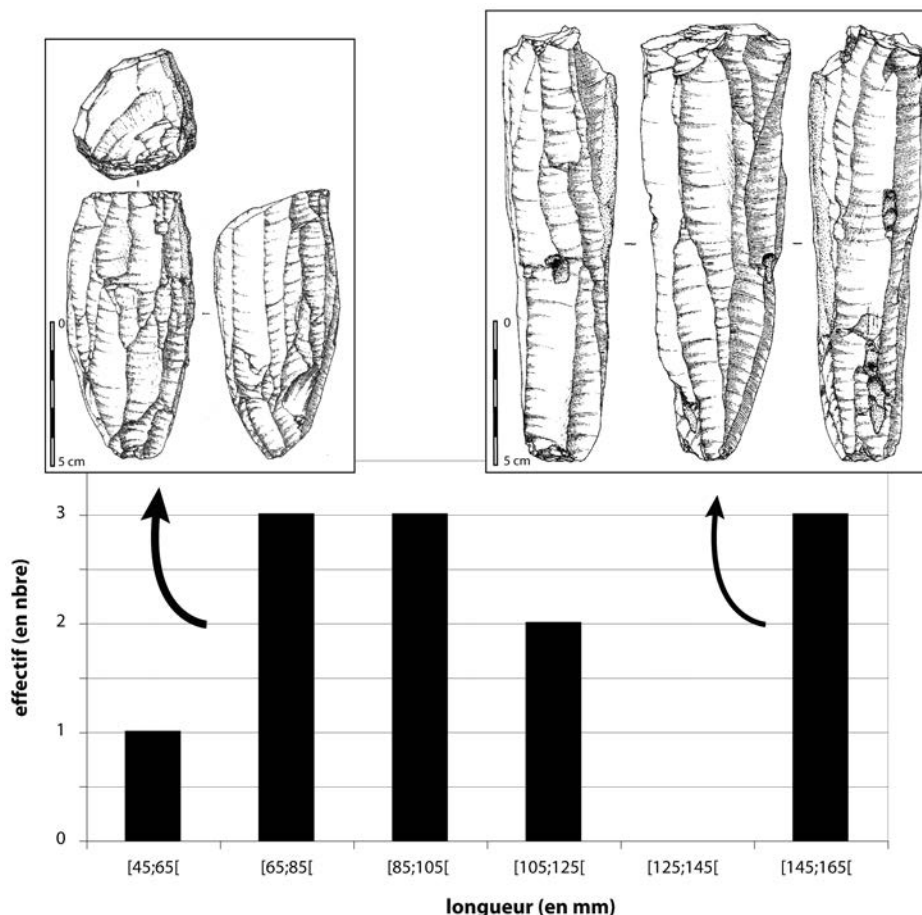 0
5 cm
0
5 cm
effectif (en nbre)
3
2
1
0
[45;65[ [65;85[ [85;105[ [105;125[ [125;145[ [145;165[
longueur (en mm)